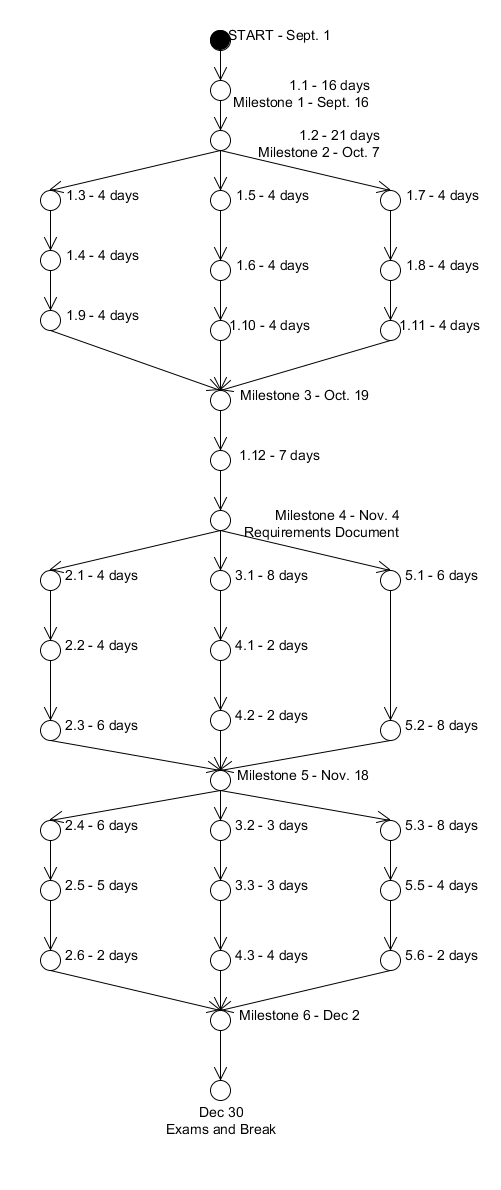 START - Sept. 1
1.1 - 16 days
Milestone 1 - Sept. 16
1.2 - 21 days
Milestone 2 - Oct. 7
1.3 - 4 days
1.5 - 4 days
1.7 - 4 days
1.4 - 4 days
1.6 - 4 days
1.8 - 4 days
1.9 - 4 days
1.10 - 4 days
1.11 - 4 days
Milestone 3 - Oct. 19
1.12 - 7 days
Milestone 4 - Nov. 4
Requirements Document
2.1 - 4 days
3.1 - 8 days
5.1 - 6 days
2.2 - 4 days
4.1 - 2 days
2.3 - 6 days
4.2 - 2 days
5.2 - 8 days
Milestone 5 - Nov. 18
2.4 - 6 days
3.2 - 3 days
5.3 - 8 days
2.5 - 5 days
3.3 - 3 days
5.5 - 4 days
2.6 - 2 days
4.3 - 4 days
5.6 - 2 days
Milestone 6 - Dec 2
Dec 30
Exams and Break